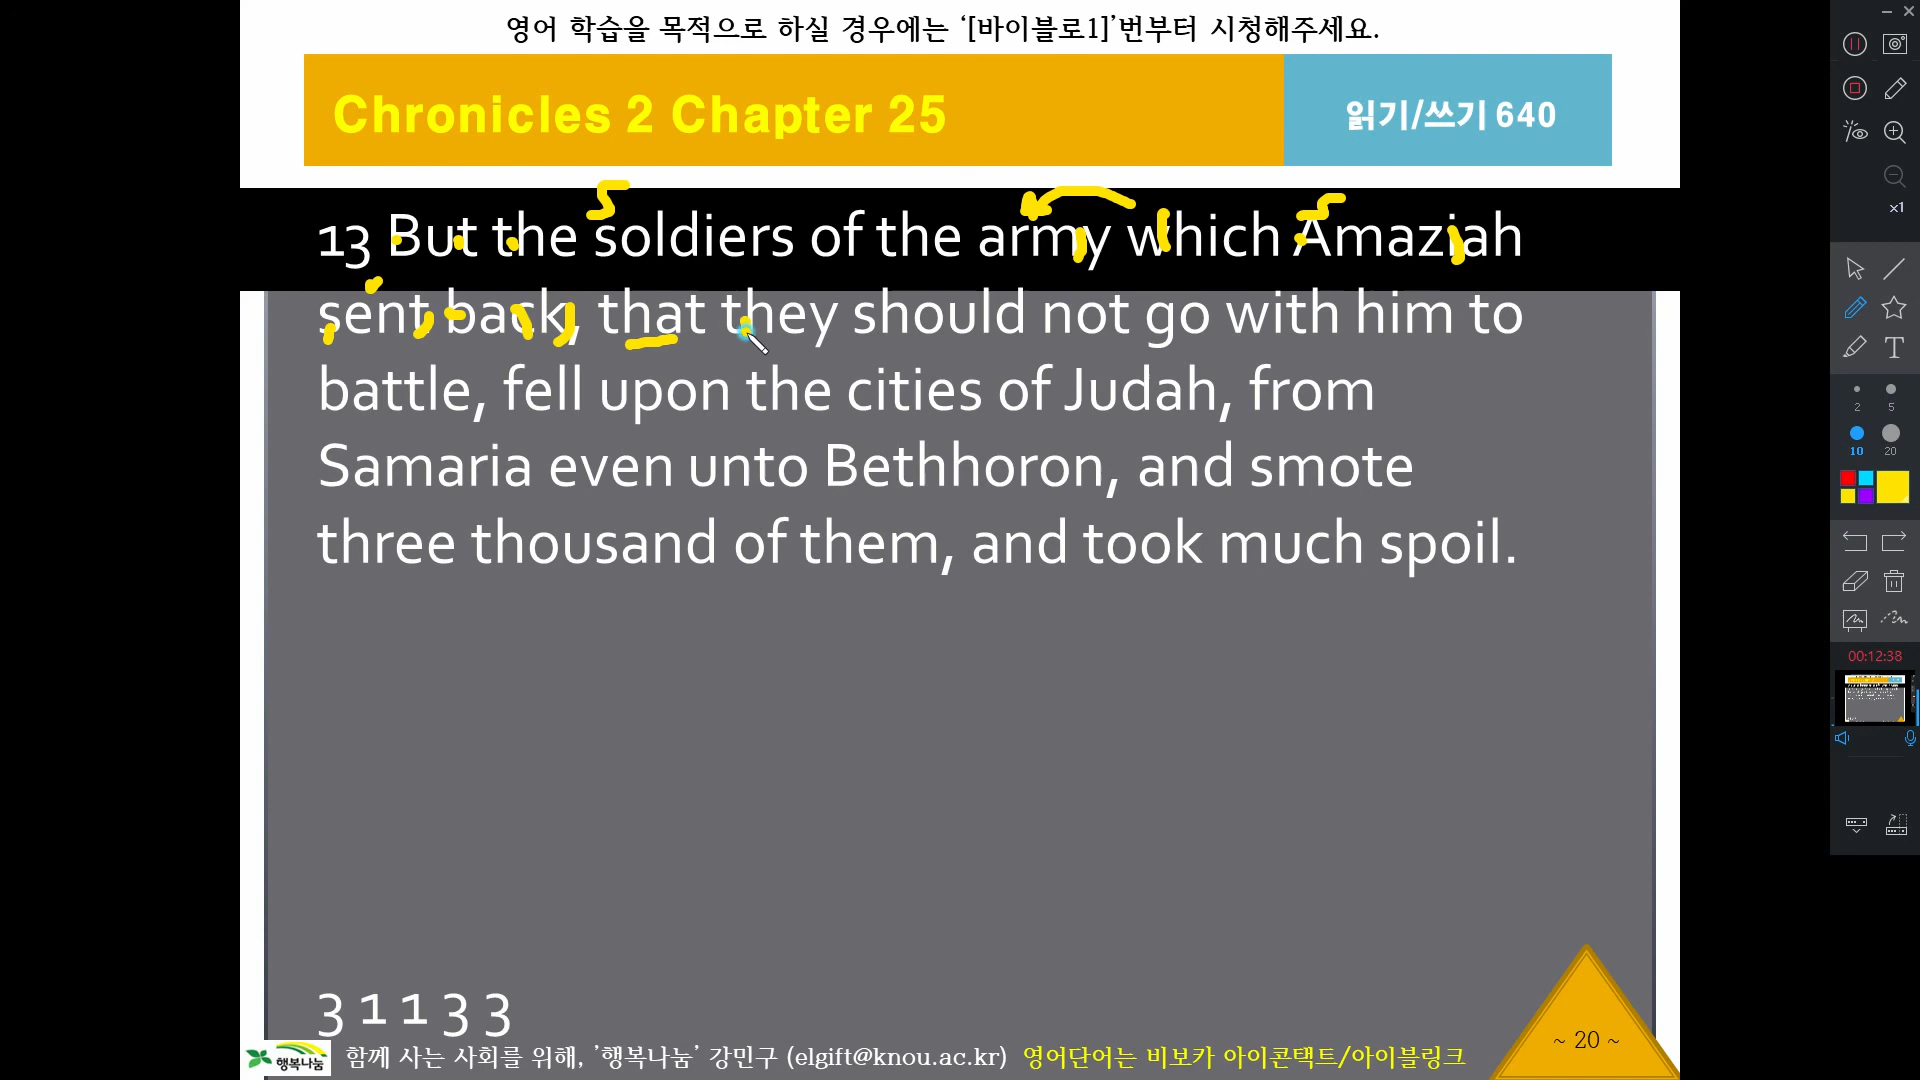 영어 학습을 목적으로 하실 경우에는 ‘[바이블로1]’번부터 시청해주세요.
Chronicles 2 Chapter 25
읽기/쓰기 640
13 But the soldiers of the army which Amaziah
sent back, that they should not go with him to
battle, fell upon the cities of Judah, from
Samaria even unto Bethhoron, and smote
three thousand of them, and took much spoil.
3 1 1 3 3
행복나눔
함께 사는 사회를 위해, ’행복나눔’ 강민구 (elgift@knou.ac.kr) 영어단어는 비보카 아이콘택트/아이블링크
~ 20 ~
x1
T
2 5
10 20
00:12:38